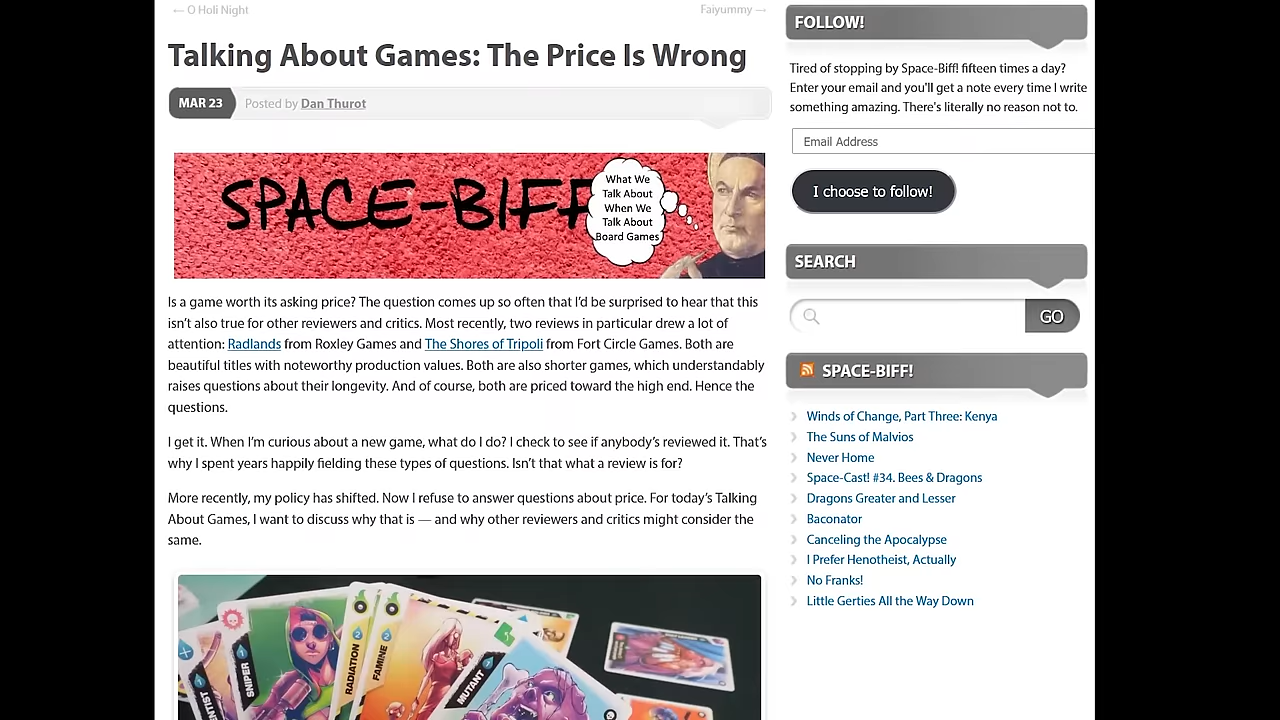 ← O Holi Night
Faiyummy →
Talking About Games: The Price Is Wrong
MAR 23
Posted by Dan Thurot
SPACE-BIFF
What We
Talk About
When We
Talk About
Board Games
Is a game worth its asking price? The question comes up so often that I'd be surprised to hear that this
isn't also true for other reviewers and critics. Most recently, two reviews in particular drew a lot of
attention: Radlands from Roxley Games and The Shores of Tripoli from Fort Circle Games. Both are
beautiful titles with noteworthy production values. Both are also shorter games, which understandably
raises questions about their longevity. And of course, both are priced toward the high end. Hence the
questions.
I get it. When I'm curious about a new game, what do I do? I check to see if anybody's reviewed it. That's
why I spent years happily fielding these types of questions. Isn't that what a review is for?
More recently, my policy has shifted. Now I refuse to answer questions about price. For today's Talking
About Games, I want to discuss why that is — and why other reviewers and critics might consider the
same.
SNIPER
RADIATION
FAMINE
MUTANT
FOLLOW!
Tired of stopping by Space-Biff! fifteen times a day?
Enter your email and you'll get a note every time I write
something amazing. There's literally no reason not to.
Email Address
I choose to follow!
SEARCH
GO
SPACE-BIFF!
Winds of Change, Part Three: Kenya
The Suns of Malvios
Never Home
Space-Cast! #34. Bees & Dragons
Dragons Greater and Lesser
Baconator
Canceling the Apocalypse
I Prefer Henotheist, Actually
No Franks!
Little Gerties All the Way Down